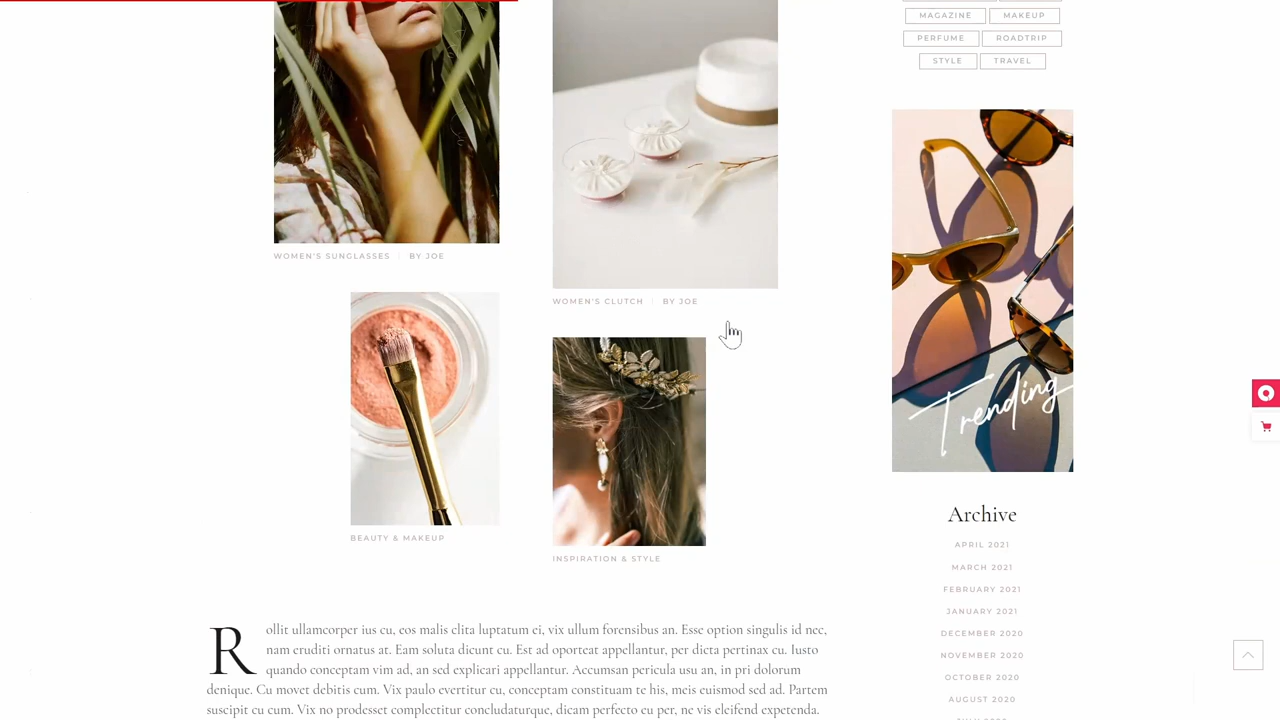 MAGAZINE
MAKEUP
PERFUME
ROADTRIP
STYLE
TRAVEL
WOMEN'S SUNGLASSES | BY JOE
WOMEN'S CLUTCH | BY JOE
BEAUTY & MAKEUP
INSPIRATION & STYLE
Trending
Archive
APRIL 2021
MARCH 2021
FEBRUARY 2021
JANUARY 2021
DECEMBER 2020
NOVEMBER 2020
OCTOBER 2020
AUGUST 2020
Rollit ullamcorper ius cu, eos malis clita luptatum ei, vix ullum forensibus an. Esse option singulis id nec,
nam eruditi ornatus at. Eam soluta dicunt cu. Est ad oporteat appellantur, per dicta pertinax cu. Iusto
quando conceptam vim ad, an sed explicari appellantur. Accumsan pericula usu an, in pri dolorum
denique. Cu movet debitis cum. Vix paulo evertitur cu, conceptam constituam te his, meis euismod sed ad. Partem
suscipit cu cum. Vix no prodesset complectitur concludaturque, dicam perfecto eu per, ne vis eleifend expetenda.